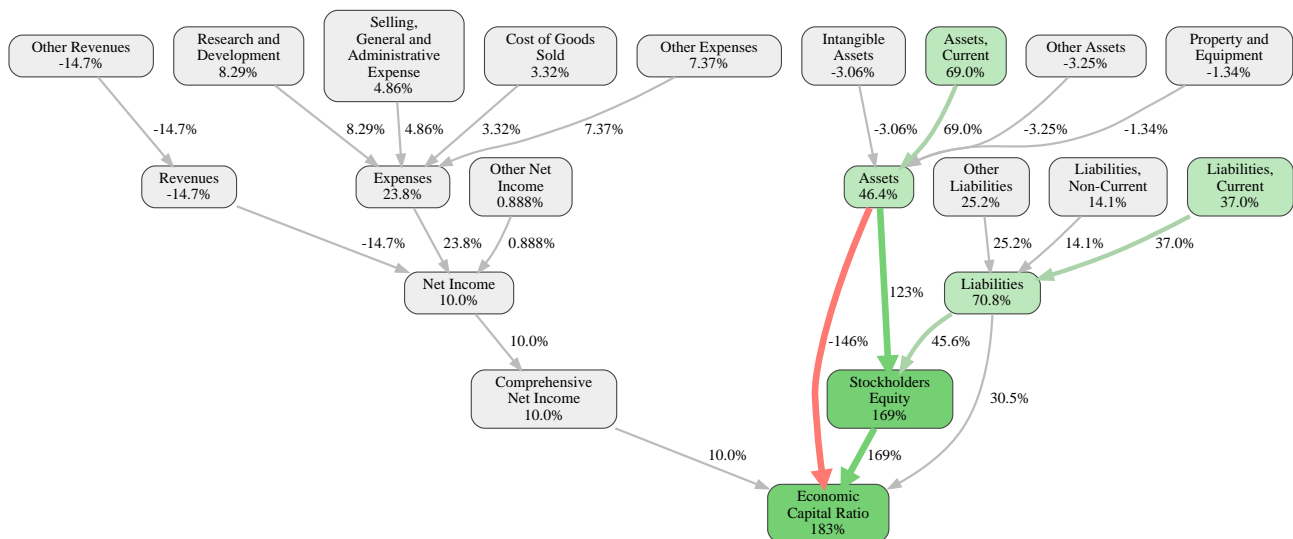 Other Revenues
-14.7%
Research and
Development
8.29%
Selling,
General and
Administrative
Expense
4.86%
Cost of Goods
Sold
3.32%
Other Expenses
7.37%
Intangible
Assets
-3.06%
Assets,
Current
69.0%
Other Assets
-3.25%
Property and
Equipment
-1.34%
-14.7%
8.29%
4.86%
3.32%
7.37%
-3.06%
69.0%
-3.25%
-1.34%
Revenues
-14.7%
Expenses
23.8%
Other Net
Income
0.888%
Assets
46.4%
Other
Liabilities
25.2%
Liabilities,
Non-Current
14.1%
Liabilities,
Current
37.0%
-14.7%
23.8%
0.888%
25.2%
14.1%
37.0%
Net Income
10.0%
123%
Liabilities
70.8%
10.0%
-146%
45.6%
Comprehensive
Net Income
10.0%
Stockholders
Equity
169%
30.5%
10.0%
169%
Economic
Capital Ratio
183%